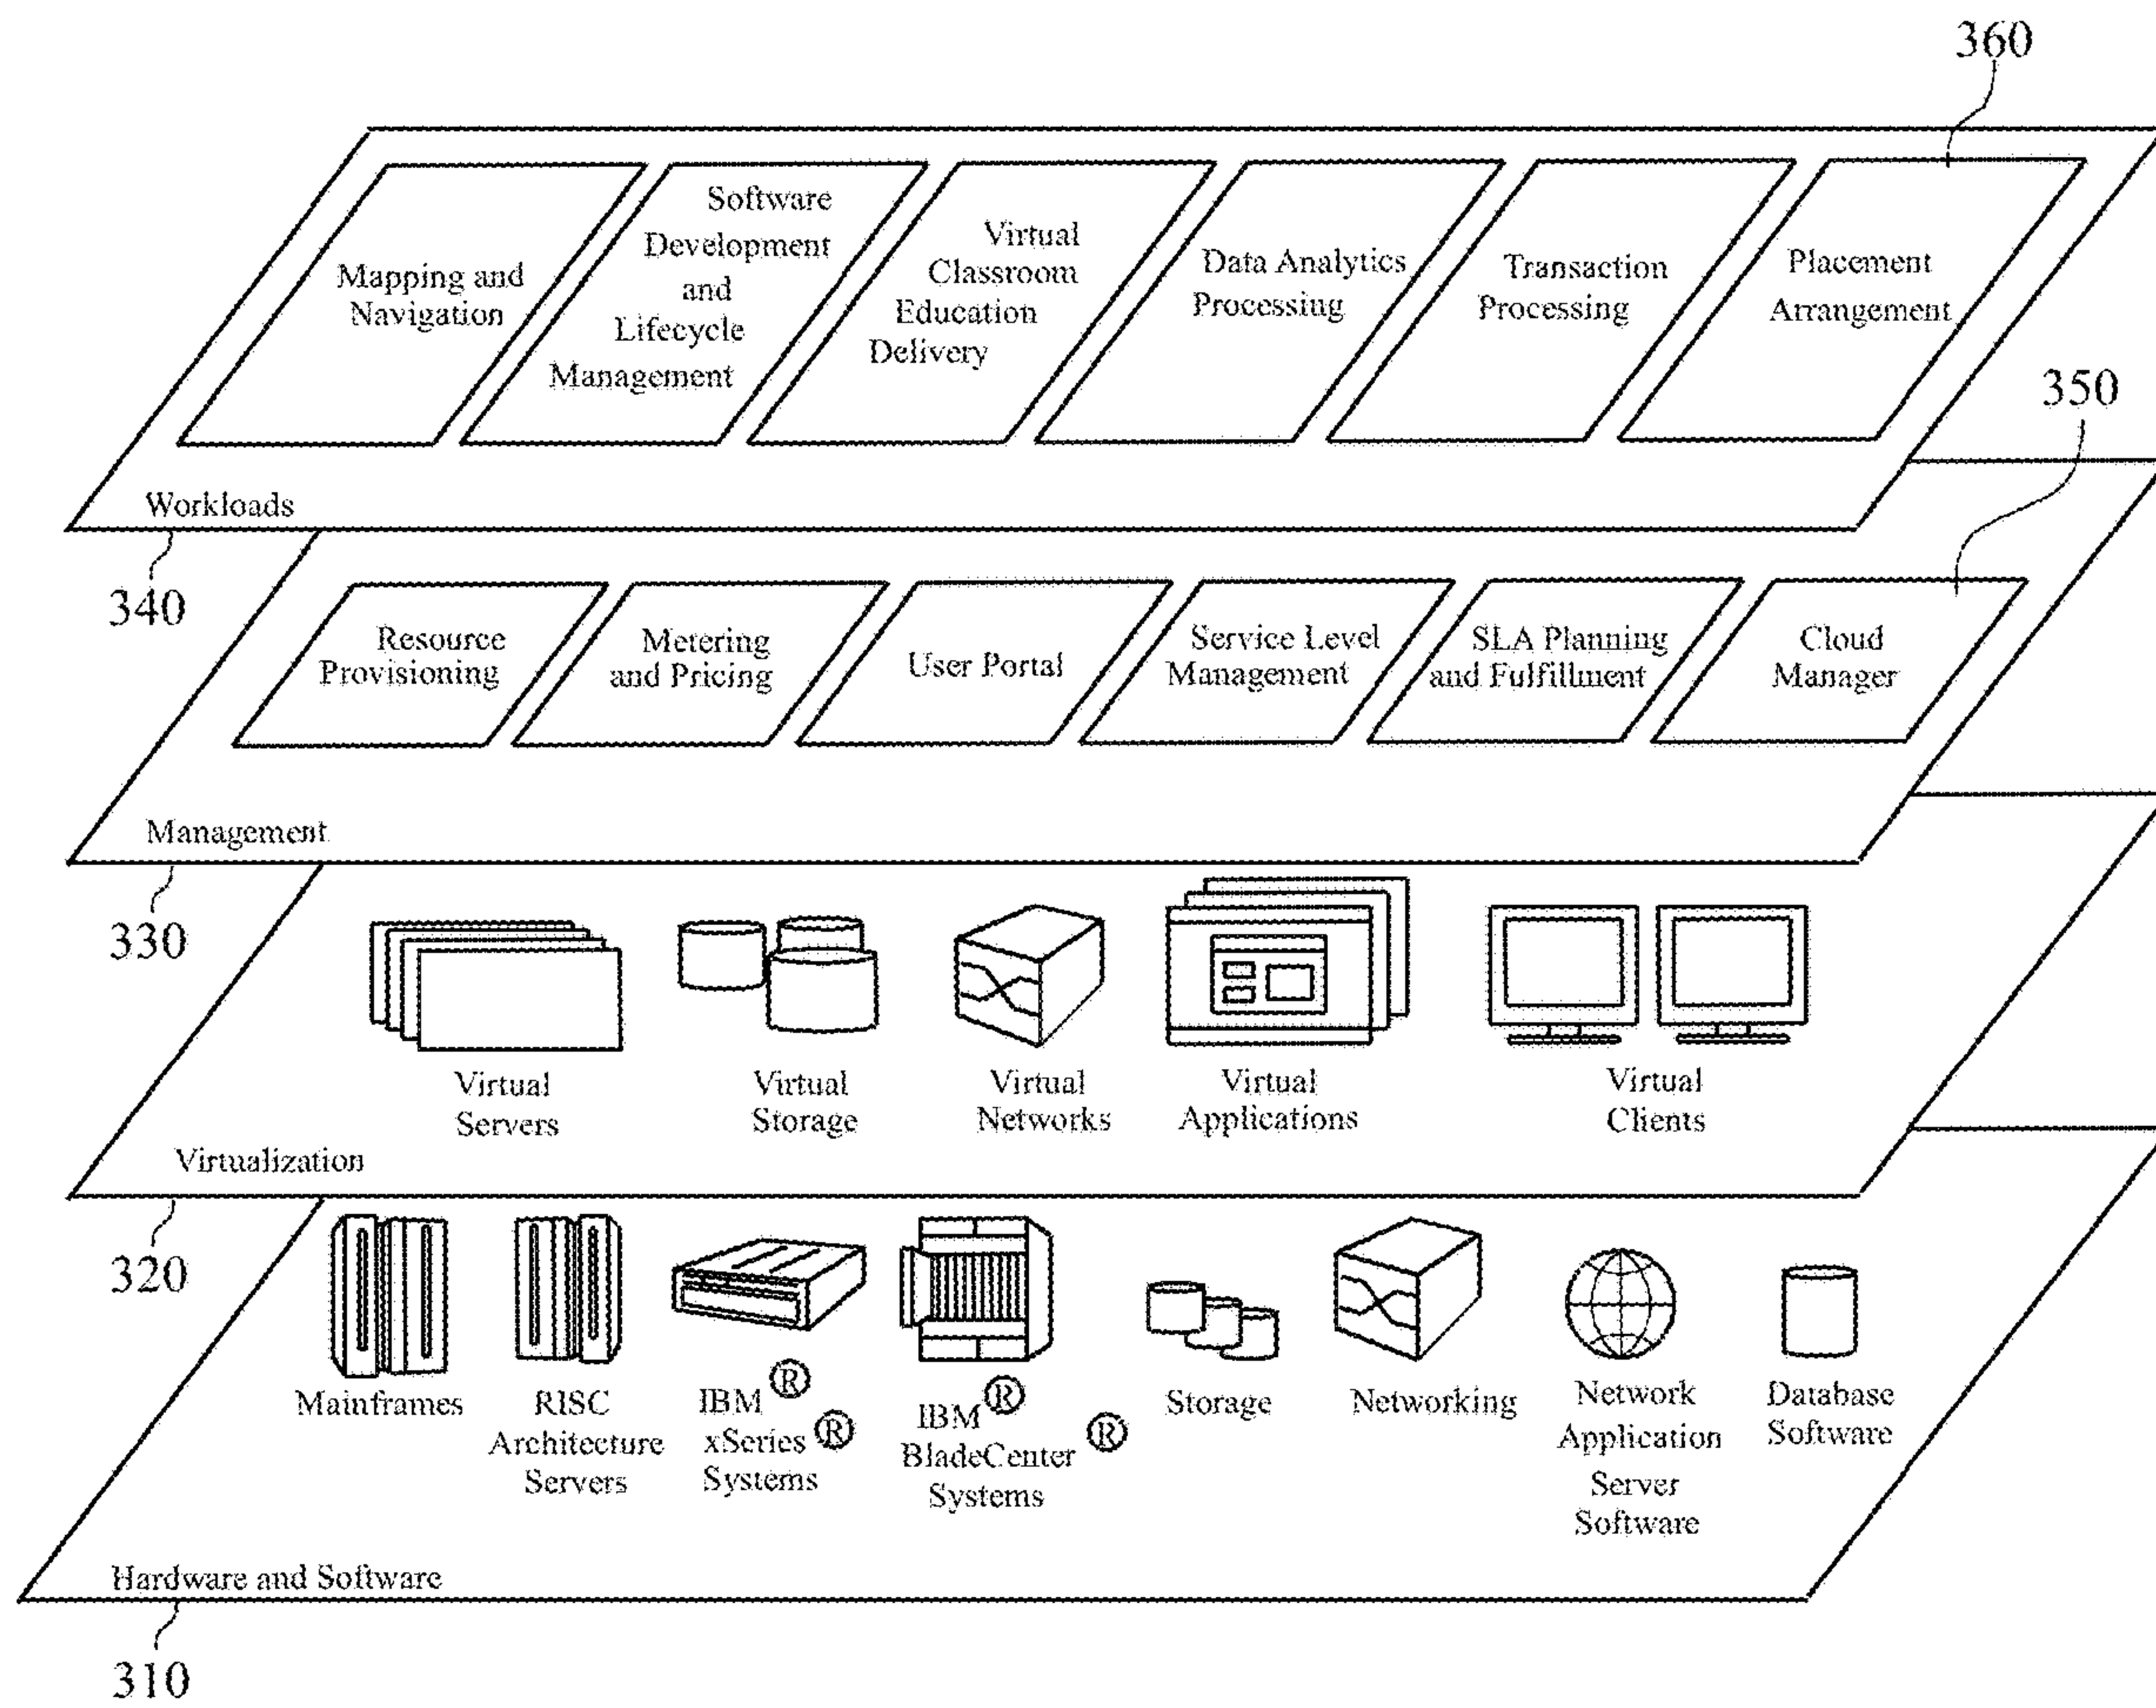 360
Mapping and
Navigation
Software
Development
and
Lifecycle
Management
Virtual
Classroom
Education
Delivery
Data Analytics
Processing
Transaction
Processing
Placement
Arrangement
350
Workloads
340
Resource
Provisioning
Metering
and Pricing
User Portal
Service Level
Management
SLA Planning
and Fulfillment
Cloud
Manager
Management
330
Virtual
Servers
Virtual
Storage
Virtual
Networks
Virtual
Applications
Virtual
Clients
Virtualization
320
Mainframes
RISC
Architecture
Servers
IBM ®
xSeries ®
Systems
IBM ®
BladeCenter ®
Systems
Storage
Networking
Network
Application
Server
Software
Database
Software
Hardware and Software
310